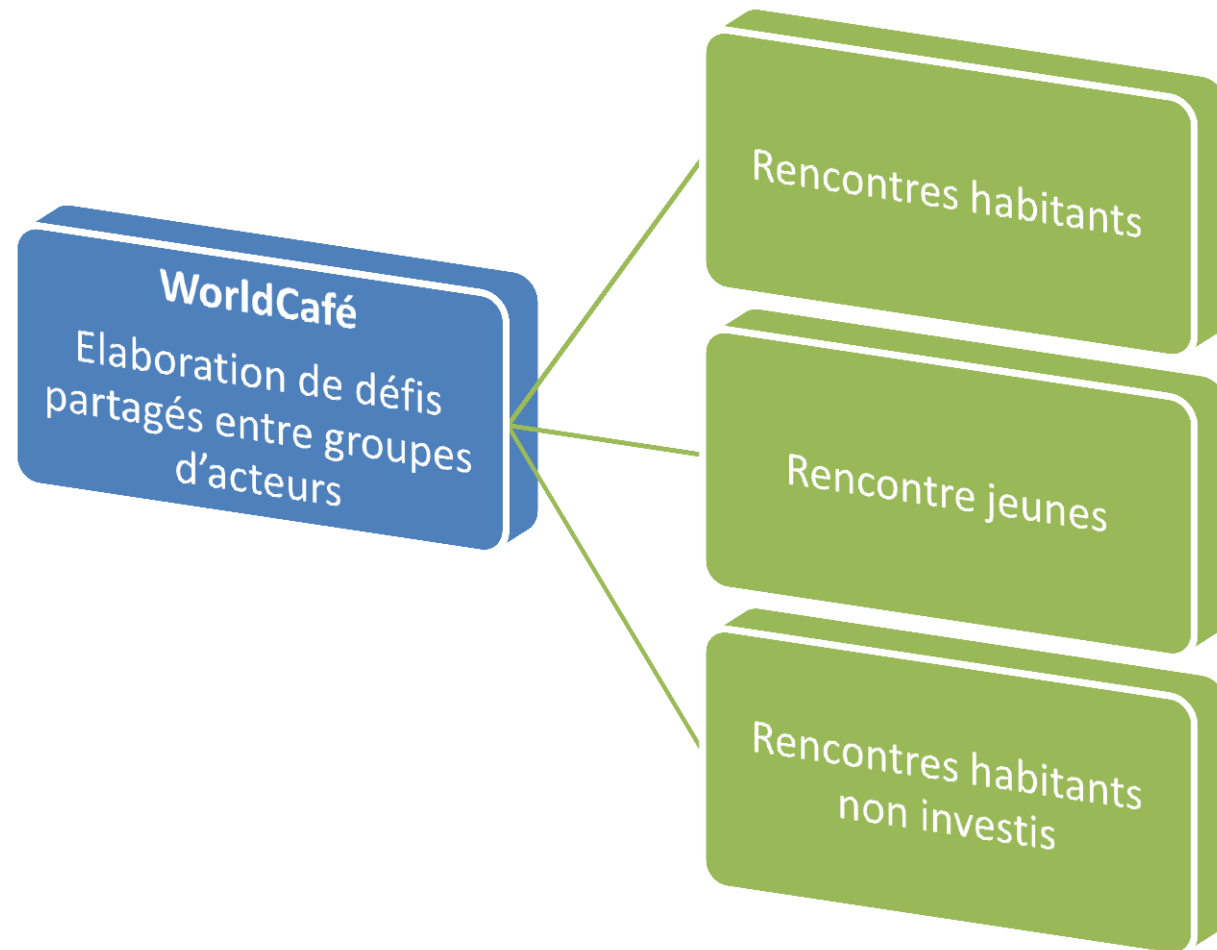 WorldCafé
Elaboration de défis
partagés entre groupes
d’acteurs
Rencontres habitants
Rencontre jeunes
Rencontres habitants
non investis